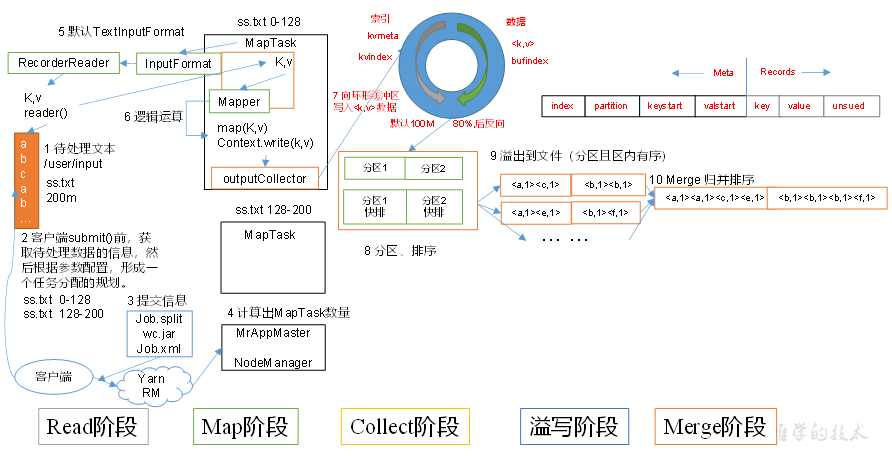 ss.txt 0-128
5 默认TextInputFormat
MapTask
RecorderReader
InputFormat
K,v
K,v
reader()
Mapper
6 逻辑运算
map(K,v)
Context.write(k,v)
outputCollector
a
b
c
a
b
...
1 待处理文本
/user/input
ss.txt
200m
2 客户端submit()前，获
取待处理数据的信息，然
后根据参数配置，形成一
个任务分配的规划。
ss.txt 0-128
ss.txt 128-200
3 提交信息
Job.split
wc.jar
Job.xml
客户端
Yarn
RM
ss.txt 128-200
MapTask
4 计算出MapTask数量
MrAppMaster
NodeManager
索引
kvmeta
kvindex
数据
<k,v>
bufindex
7 向环形缓冲区
写入<k,v>数据
默认100M
80%,后反向
Meta
Records
index
partition
keystart
valstart
key
value
unsued
分区1
分区2
分区1
快排
分区2
快排
8 分区、排序
9 溢出到文件（分区且区内有序）
<a,1><c,1>
<b,1><b,1>
<a,1><e,1>
<b,1><f,1>
... ...
10 Merge 归并排序
<a,1><a,1><c,1><e,1>
<b,1><b,1><b,1><f,1>
Read阶段
Map阶段
Collect阶段
溢写阶段
Merge阶段
学的技术